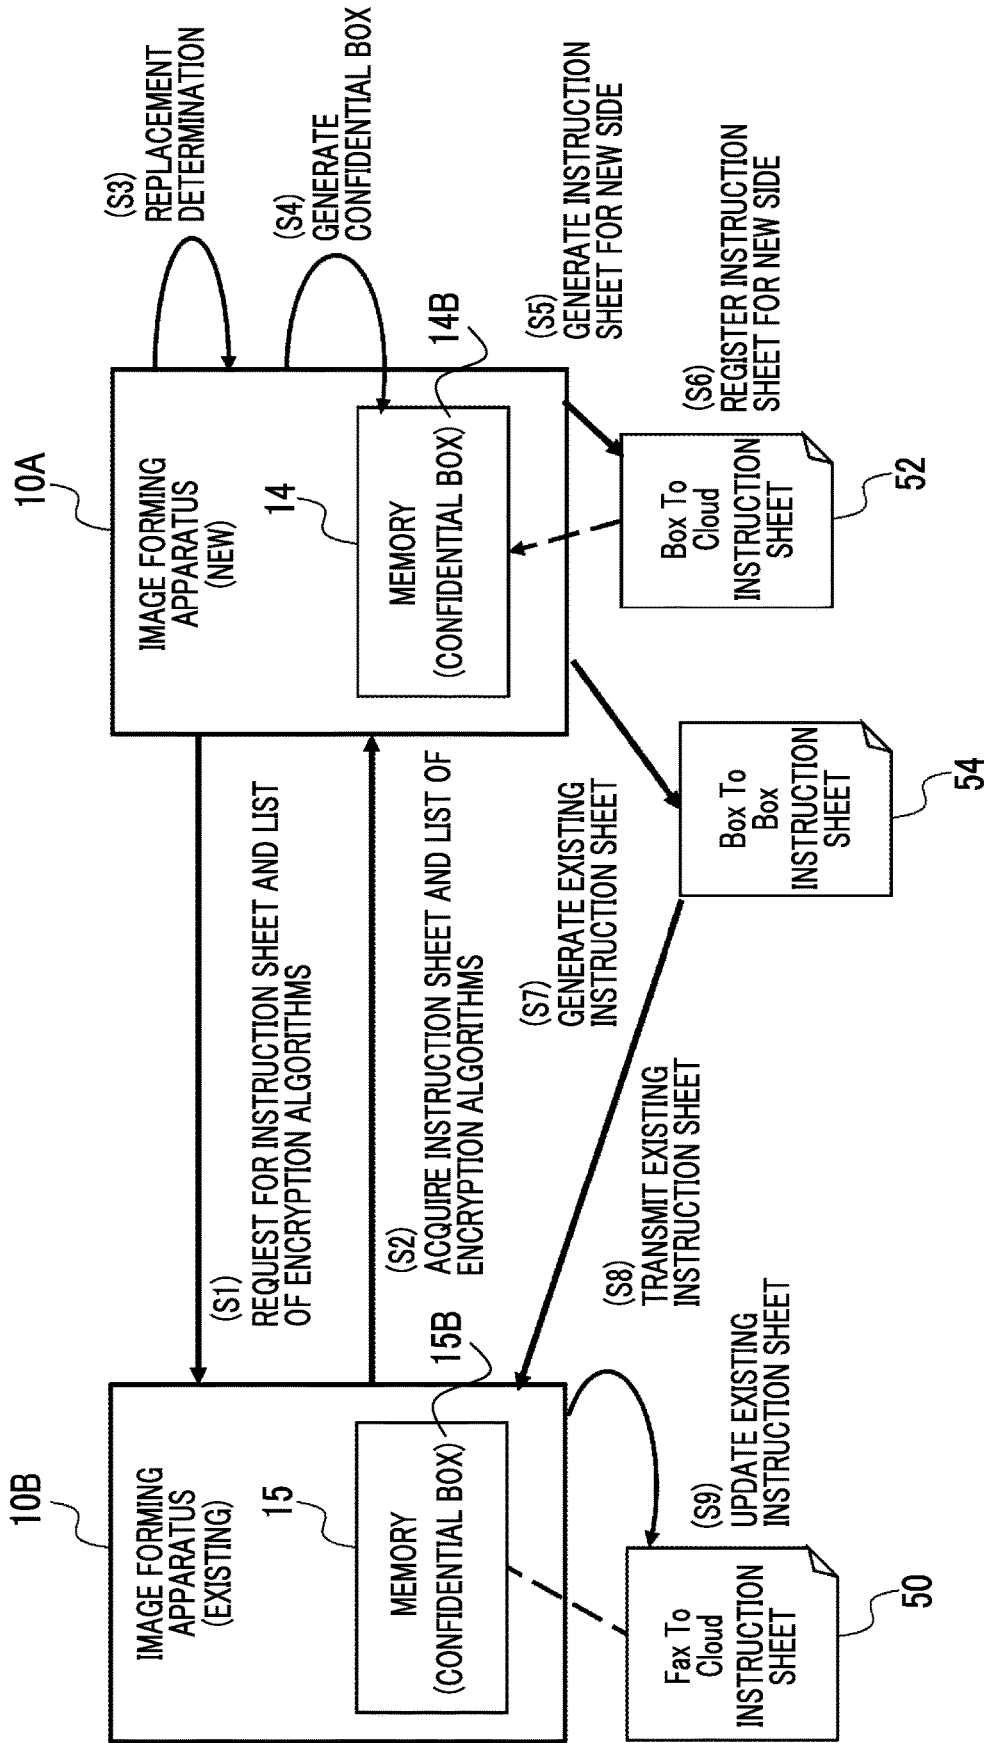 10B
IMAGE FORMING
APPARATUS
(EXISTING)
15
MEMORY
(CONFIDENTIAL BOX)
15B
Fax To
Cloud
INSTRUCTION
SHEET
50
(S9)
UPDATE EXISTING
INSTRUCTION SHEET
(S1)
REQUEST FOR INSTRUCTION SHEET AND LIST
OF ENCRYPTION ALGORITHMS
(S2)
ACQUIRE INSTRUCTION SHEET AND LIST OF
ENCRYPTION ALGORITHMS
(S8)
TRANSMIT EXISTING
INSTRUCTION SHEET
(S7)
GENERATE EXISTING
INSTRUCTION SHEET
Box To
Box
INSTRUCTION
SHEET
54
10A
IMAGE FORMING
APPARATUS
(NEW)
14
MEMORY
(CONFIDENTIAL BOX)
14B
(S3)
REPLACEMENT
DETERMINATION
(S4)
GENERATE
CONFIDENTIAL BOX
(S5)
GENERATE INSTRUCTION
SHEET FOR NEW SIDE
(S6)
REGISTER INSTRUCTION
SHEET FOR NEW SIDE
Box To
Cloud
INSTRUCTION
SHEET
52